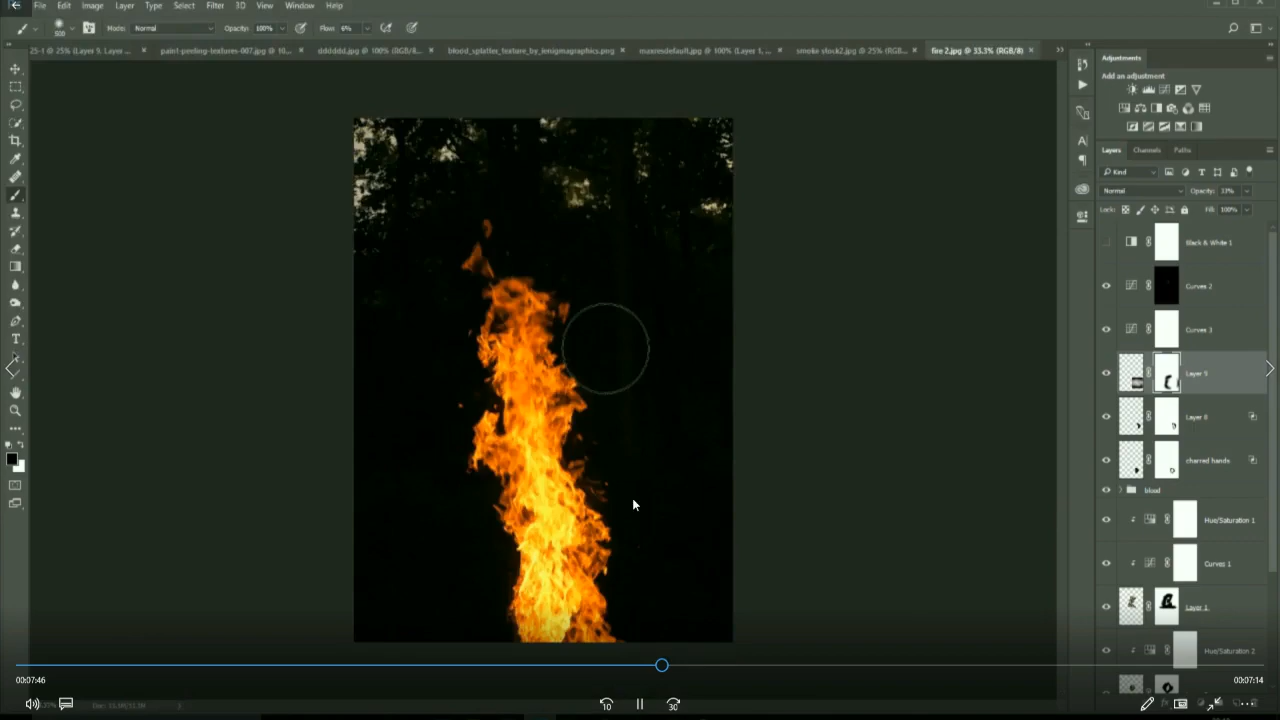 File Edit Image Layer Type Select Filter 3D View Window Help
500 Mode: Normal Opacity: 100% Flow: 6%
25-1 @ 25% (Layer 9, Layer ... paint-peeling-textures-007.jpg @ 10... dddddd.jpg @ 100% (RGB/8... blood_splatter_texture_by_lenigmagraphics.png maxresdefault.jpg @ 100% (Layer 1, ... smoke stock2.jpg @ 25% (RGB... fire 2.jpg @ 33.3% (RGB/8)
Adjustments
Add an adjustment
Layers Channels Paths
Kind
Normal Opacity: 33%
Lock: Fill: 100%
Black & White 1
Curves 2
Curves 3
Layer 9
Layer 8
charred hands
blood
Hue/Saturation 1
Curves 1
Layer 1
Hue/Saturation 2
00:07:46 00:07:14
10 30